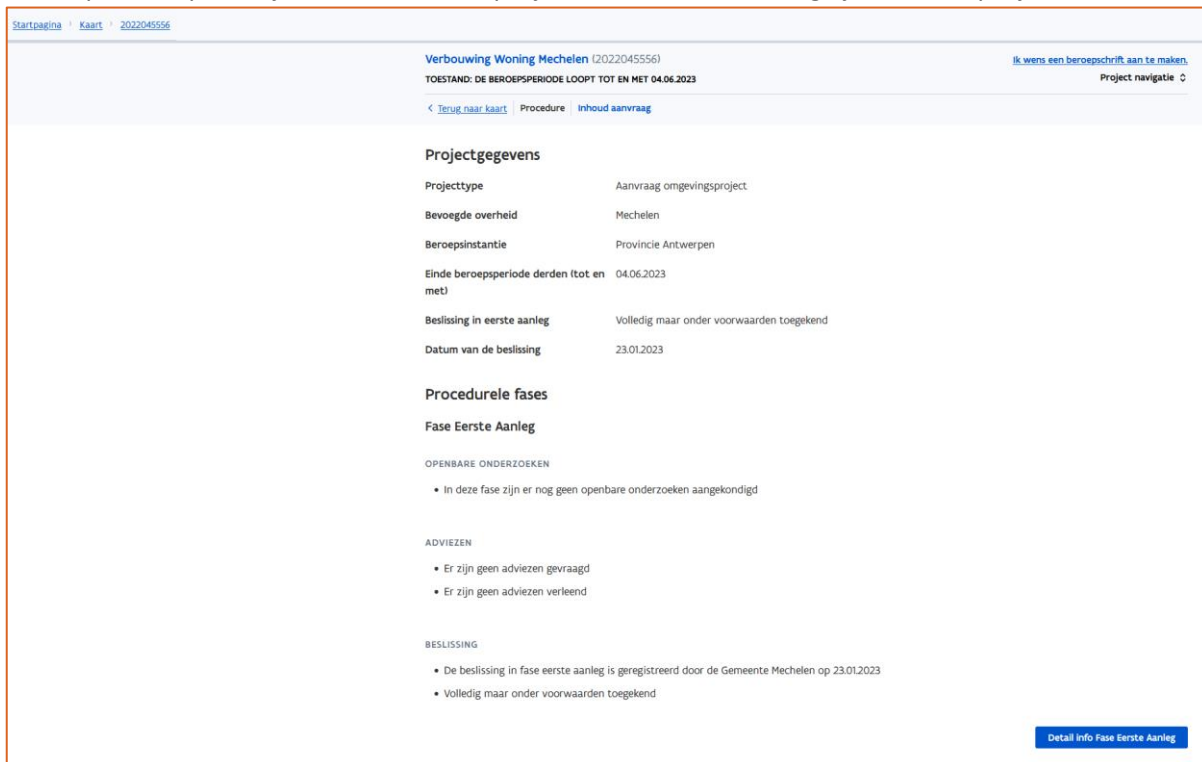 Startpagina › Kaart › 2022045556
Verbouwing Woning Mechelen (2022045556)
Ik wens een beroepschrift aan te maken.
TOESTAND: DE BEROEPSPERIODE LOOPT TOT EN MET 04.06.2023
Project navigatie
< Terug naar kaart Procedure Inhoud aanvraag
Projectgegevens
Projecttype Aanvraag omgevingsproject
Bevoegde overheid Mechelen
Beroepsinstantie Provincie Antwerpen
Einde beroepsperiode derden (tot en 04.06.2023
met)
Beslissing in eerste aanleg Volledig maar onder voorwaarden toegekend
Datum van de beslissing 23.01.2023
Procedurele fases
Fase Eerste Aanleg
OPENBARE ONDERZOEKEN
• In deze fase zijn er nog geen openbare onderzoeken aangekondigd
ADVIEZEN
• Er zijn geen adviezen gevraagd
• Er zijn geen adviezen verleend
BESLISSING
• De beslissing in fase eerste aanleg is geregistreerd door de Gemeente Mechelen op 23.01.2023
• Volledig maar onder voorwaarden toegekend
Detail info Fase Eerste Aanleg